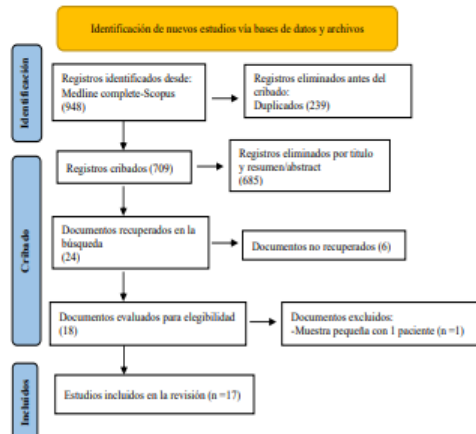 Identificación de nuevos estudios vía bases de datos y archivos
Identificación
Registros identificados desde:
Medline complete-Scopus
(948)
Registros eliminados antes del
cribado:
Duplicados (239)
Cribado
Registros cribados (709)
Registros eliminados por titulo
y resumen/abstract
(685)
Documentos recuperados en la
búsqueda
(24)
Documentos no recuperados (6)
Documentos evaluados para elegibilidad
(18)
Documentos excluidos:
-Muestra pequeña con 1 paciente (n =1)
Incluidos
Estudios incluidos en la revisión (n =17)